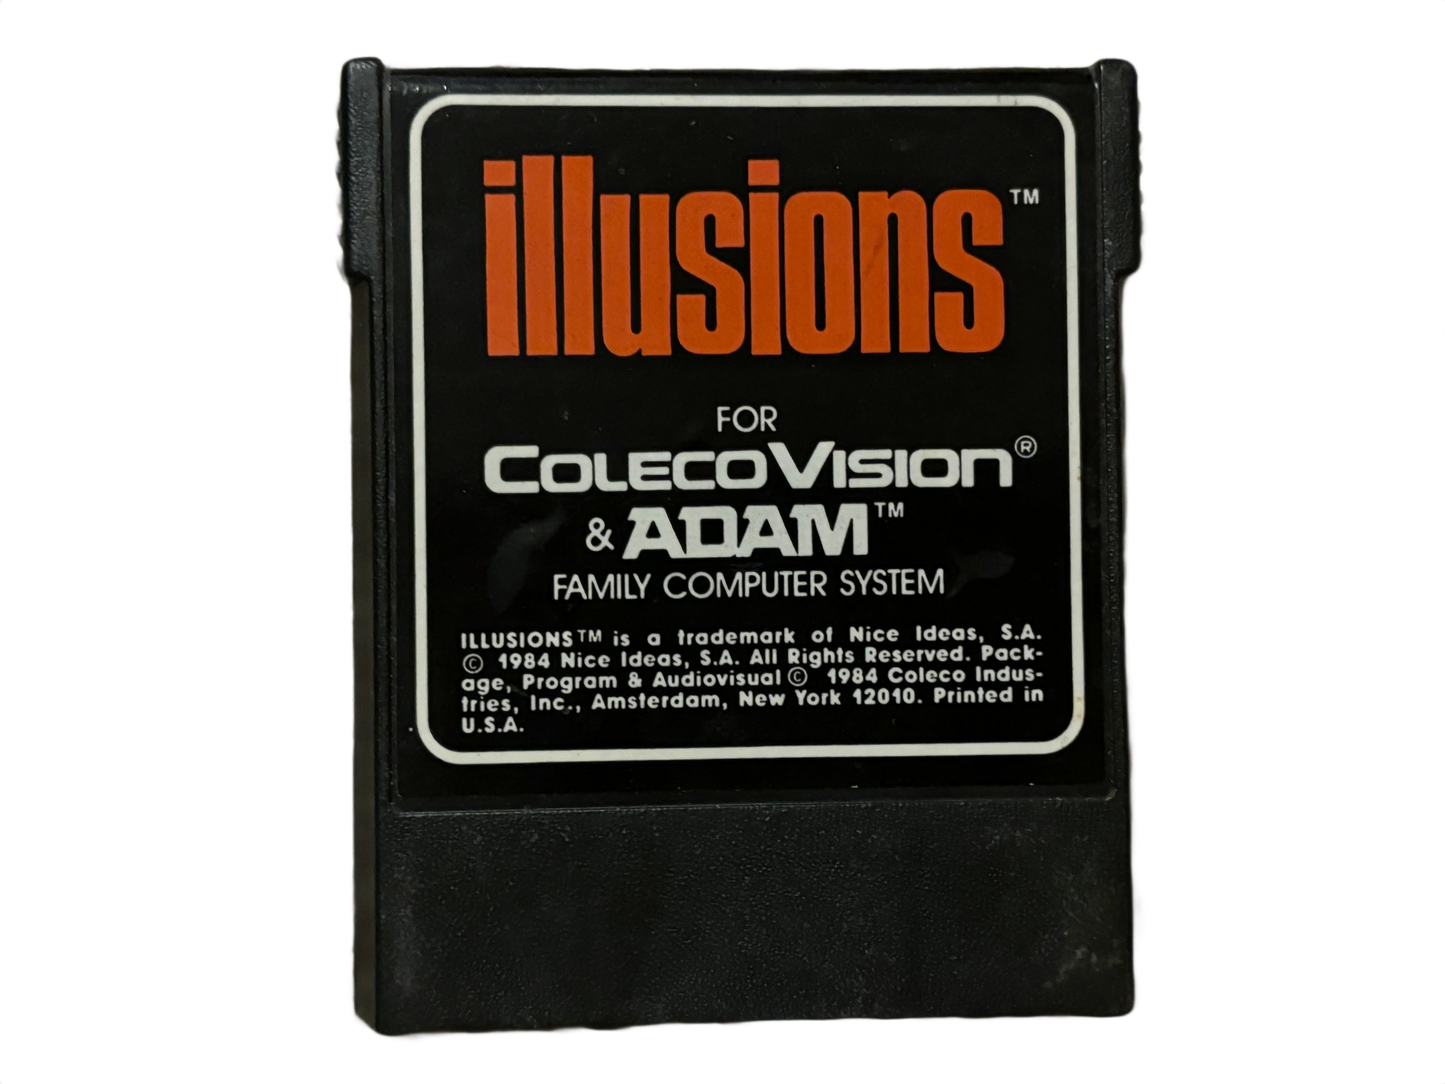 illusions™
FOR
COLECOVISION®
& ADAM™
FAMILY COMPUTER SYSTEM
ILLUSIONS™ is a trademark of Nice Ideas, S.A.
© 1984 Nice Ideas, S.A. All Rights Reserved. Pack-
age, Program & Audiovisual © 1984 Coleco Indus-
tries, Inc., Amsterdam, New York 12010. Printed in
U.S.A.